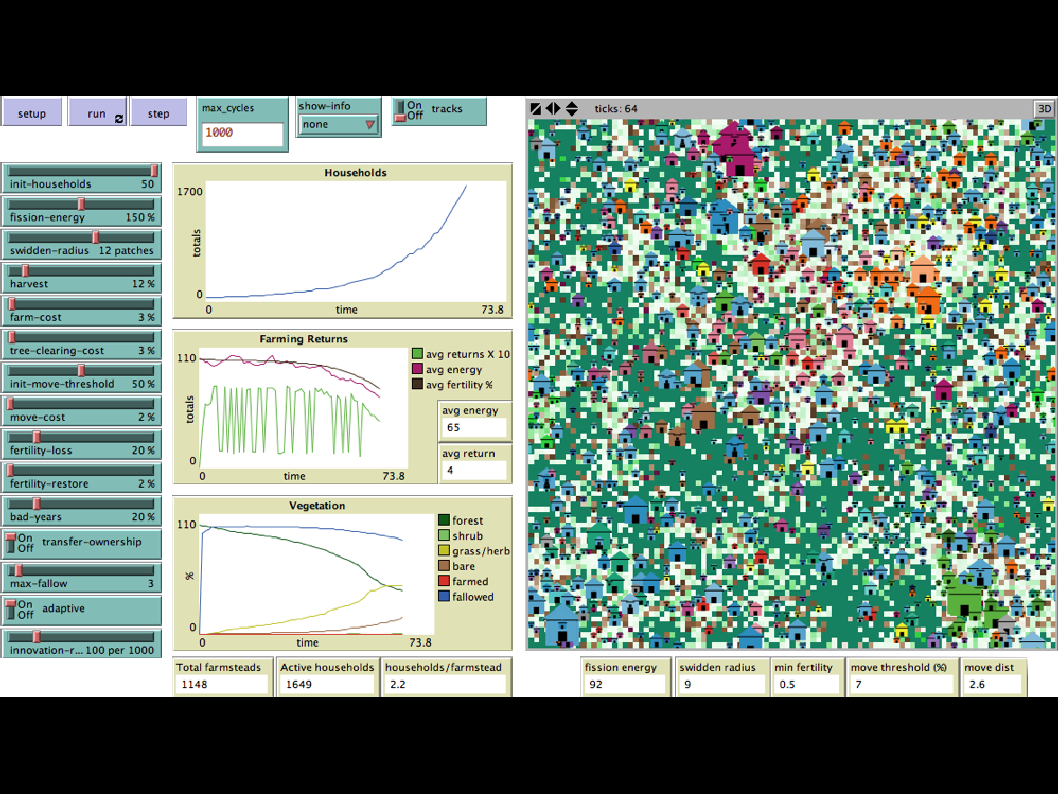 setup
run
step
max_cycles
1000
show-info
none
On
Off
tracks
ticks: 64
3D
init-households 50
fission-energy 150 %
swidden-radius 12 patches
harvest 12 %
farm-cost 3 %
tree-clearing-cost 3 %
init-move-threshold 50 %
move-cost 2 %
fertility-loss 20 %
fertility-restore 2 %
bad-years 20 %
On
Off
transfer-ownership
max-fallow 3
On
Off
adaptive
innovation-r... 100 per 1000
Households
1700
totals
0
0
time
73.8
Farming Returns
110
totals
0
0
time
73.8
avg returns X 10
avg energy
avg fertility %
avg energy
65
avg return
4
Vegetation
110
%
0
0
time
73.8
forest
shrub
grass/herb
bare
farmed
fallowed
Total farmsteads
1148
Active households
1649
households/farmstead
2.2
fission energy
92
swidden radius
9
min fertility
0.5
move threshold (%)
7
move dist
2.6